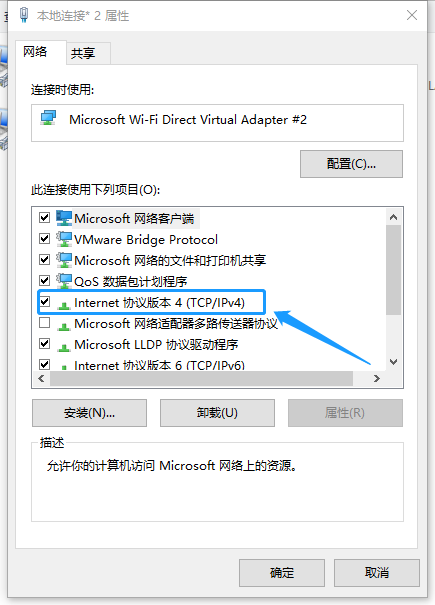 本地连接* 2 属性
网络
共享
连接时使用:
Microsoft Wi-Fi Direct Virtual Adapter #2
配置(C)...
此连接使用下列项目(O):
Microsoft 网络客户端
VMware Bridge Protocol
Microsoft 网络的文件和打印机共享
QoS 数据包计划程序
Internet 协议版本 4 (TCP/IPv4)
Microsoft 网络适配器多路传送器协议
Microsoft LLDP 协议驱动程序
Internet 协议版本 6 (TCP/IPv6)
安装(N)...
卸载(U)
属性(R)
描述
允许你的计算机访问 Microsoft 网络上的资源。
确定
取消